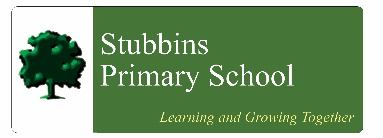 Stubbins
Primary School
Learning and Growing Together